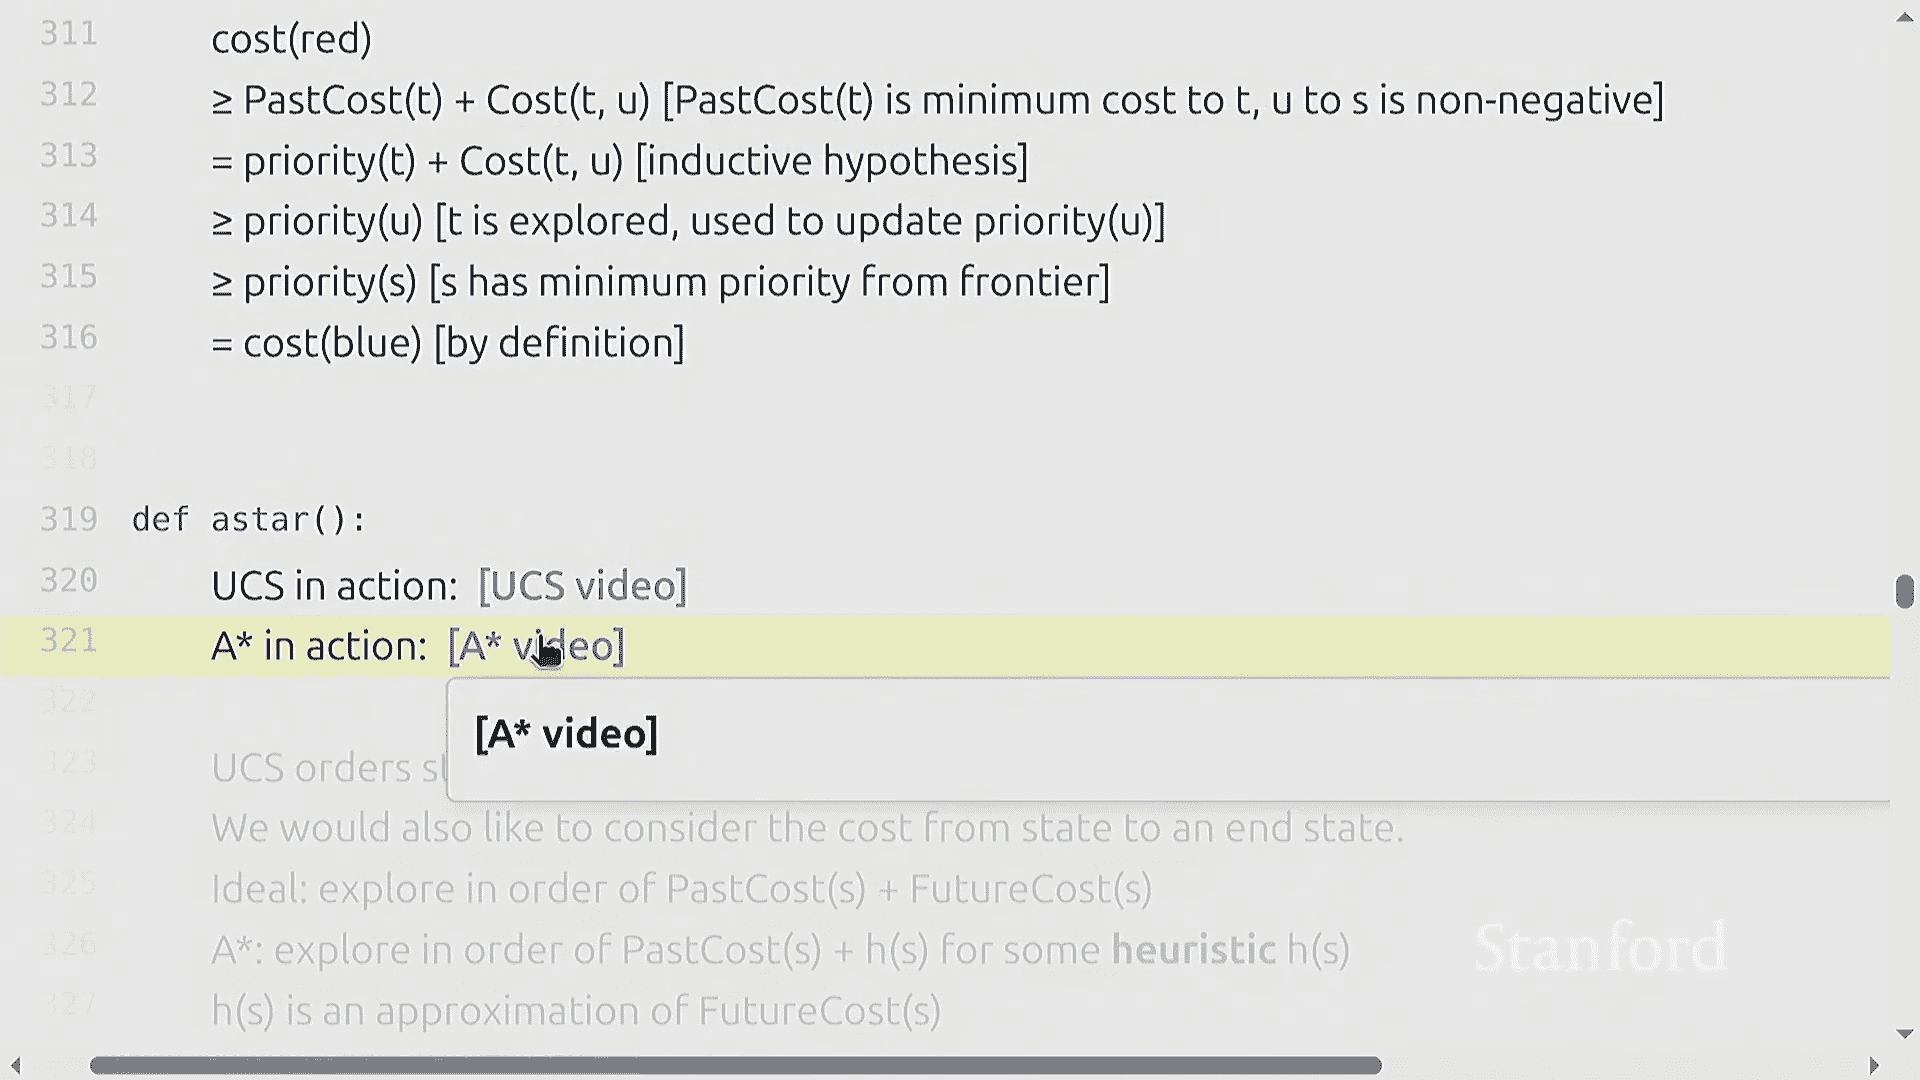 311 cost(red)
312 ≥ PastCost(t) + Cost(t, u) [PastCost(t) is minimum cost to t, u to s is non-negative]
313 = priority(t) + Cost(t, u) [inductive hypothesis]
314 ≥ priority(u) [t is explored, used to update priority(u)]
315 ≥ priority(s) [s has minimum priority from frontier]
316 = cost(blue) [by definition]
317
318
319 def astar():
320 UCS in action: [UCS video]
321 A* in action: [A* video]
322
[A* video]
323 UCS orders
324 We would also like to consider the cost from state to an end state.
325 Ideal: explore in order of PastCost(s) + FutureCost(s)
326 A*: explore in order of PastCost(s) + h(s) for some heuristic h(s)
Stanford
327 h(s) is an approximation of FutureCost(s)